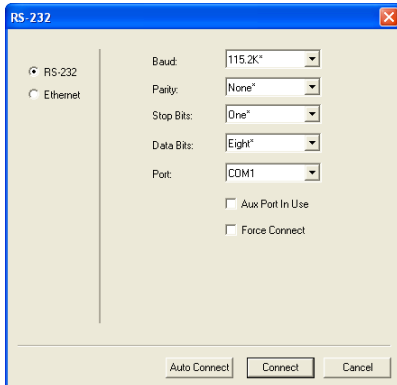 RS-232
RS-232
Ethernet
Baud: 115.2K*
Parity: None*
Stop Bits: One*
Data Bits: Eight*
Port: COM1
Aux Port In Use
Force Connect
Auto Connect Connect Cancel